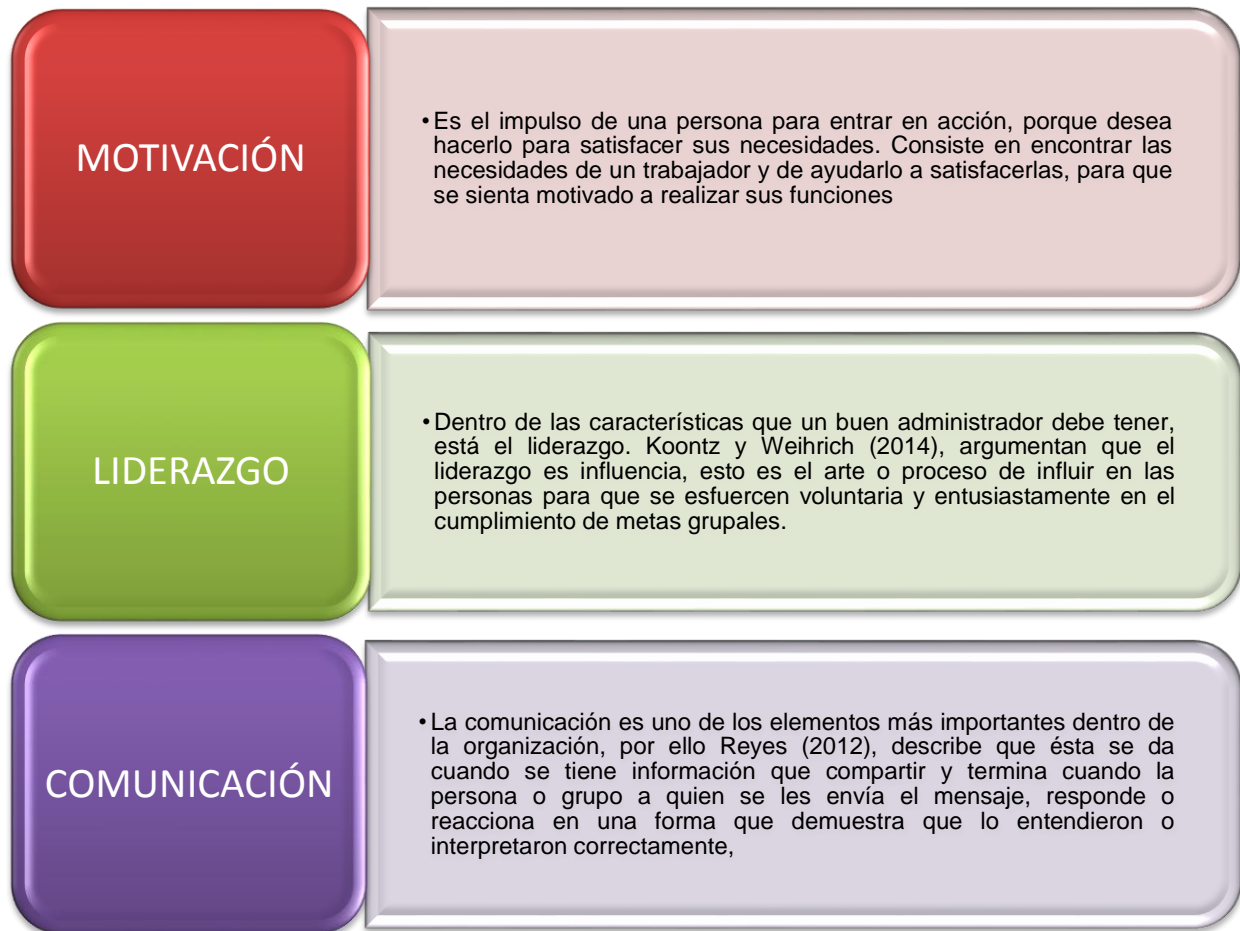 MOTIVACIÓN
•Es el impulso de una persona para entrar en acción, porque desea
hacerlo para satisfacer sus necesidades. Consiste en encontrar las
necesidades de un trabajador y de ayudarlo a satisfacerlas, para que
se sienta motivado a realizar sus funciones
LIDERAZGO
•Dentro de las características que un buen administrador debe tener,
está el liderazgo. Koontz y Weihrich (2014), argumentan que el
liderazgo es influencia, esto es el arte o proceso de influir en las
personas para que se esfuercen voluntaria y entusiastamente en el
cumplimiento de metas grupales.
COMUNICACIÓN
•La comunicación es uno de los elementos más importantes dentro de
la organización, por ello Reyes (2012), describe que ésta se da
cuando se tiene información que compartir y termina cuando la
persona o grupo a quien se les envía el mensaje, responde o
reacciona en una forma que demuestra que lo entendieron o
interpretaron correctamente,